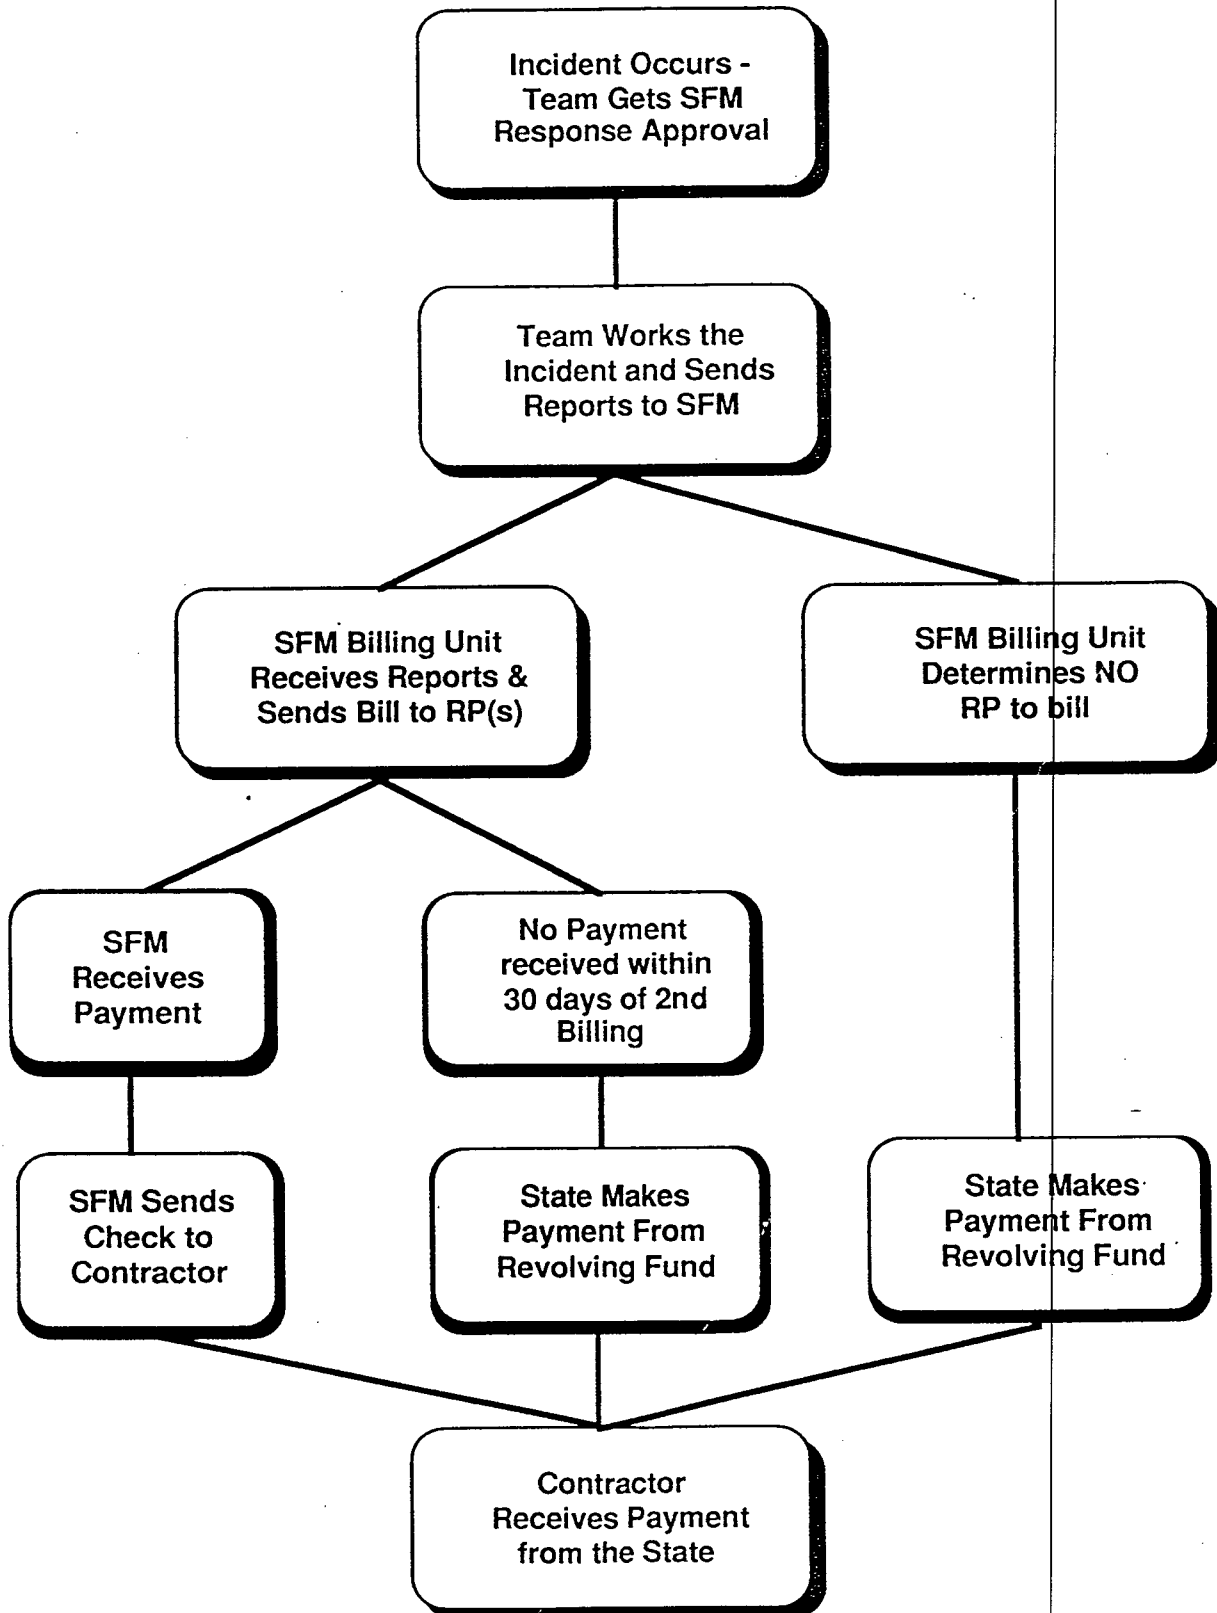 Incident Occurs -
Team Gets SFM
Response Approval
Team Works the
Incident and Sends
Reports to SFM
SFM Billing Unit
Receives Reports &
Sends Bill to RP(s)
SFM Billing Unit
Determines NO
RP to bill
SFM
Receives
Payment
No Payment
received within
30 days of 2nd
Billing
SFM Sends
Check to
Contractor
State Makes
Payment From
Revolving Fund
State Makes
Payment From
Revolving Fund
Contractor
Receives Payment
from the State